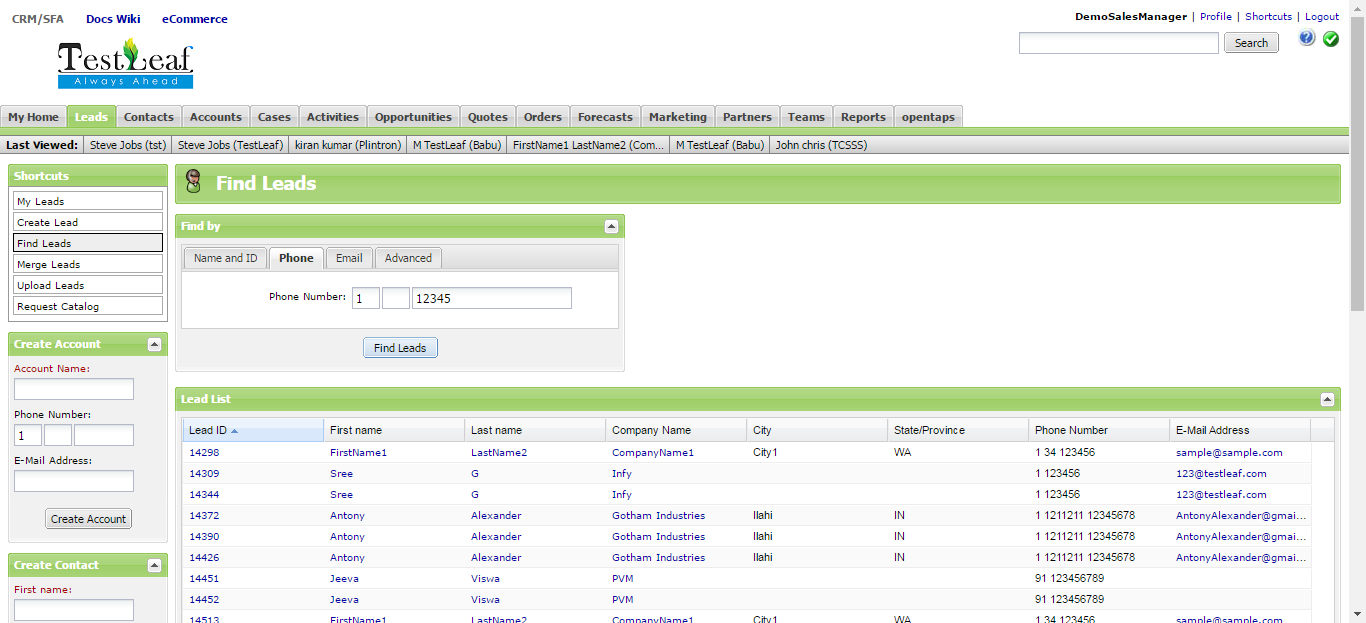 CRM/SFA Docs Wiki eCommerce
DemoSalesManager | Profile | Shortcuts | Logout
Search
TestLeaf
Always Ahead
My Home Leads Contacts Accounts Cases Activities Opportunities Quotes Orders Forecasts Marketing Partners Teams Reports opentaps
Last Viewed: Steve Jobs (tst) Steve Jobs (TestLeaf) kiran kumar (Plintron) M TestLeaf (Babu) FirstName1 LastName2 (Com... M TestLeaf (Babu) John chris (TCSSS)
Shortcuts
My Leads
Create Lead
Find Leads
Merge Leads
Upload Leads
Request Catalog
Create Account
Account Name:
Phone Number:
1
E-Mail Address:
Create Account
Create Contact
First name:
Find Leads
Find by
Name and ID Phone Email Advanced
Phone Number: 1 12345
Find Leads
Lead List
Lead ID First name Last name Company Name City State/Province Phone Number E-Mail Address
14298 FirstName1 LastName2 CompanyName1 City1 WA 1 34 123456 sample@sample.com
14309 Sree G Infy 1 123456 123@testleaf.com
14344 Sree G Infy 1 123456 123@testleaf.com
14372 Antony Alexander Gotham Industries Ilahi IN 1 1211211 12345678 AntonyAlexander@gmai...
14390 Antony Alexander Gotham Industries Ilahi IN 1 1211211 12345678 AntonyAlexander@gmai...
14426 Antony Alexander Gotham Industries Ilahi IN 1 1211211 12345678 AntonyAlexander@gmai...
14451 Jeeva Viswa PVM 91 123456789
14452 Jeeva Viswa PVM 91 123456789
14513 FirstName1 LastName2 CompanyName1 City1 WA 1 34 123456 sample@sample.com